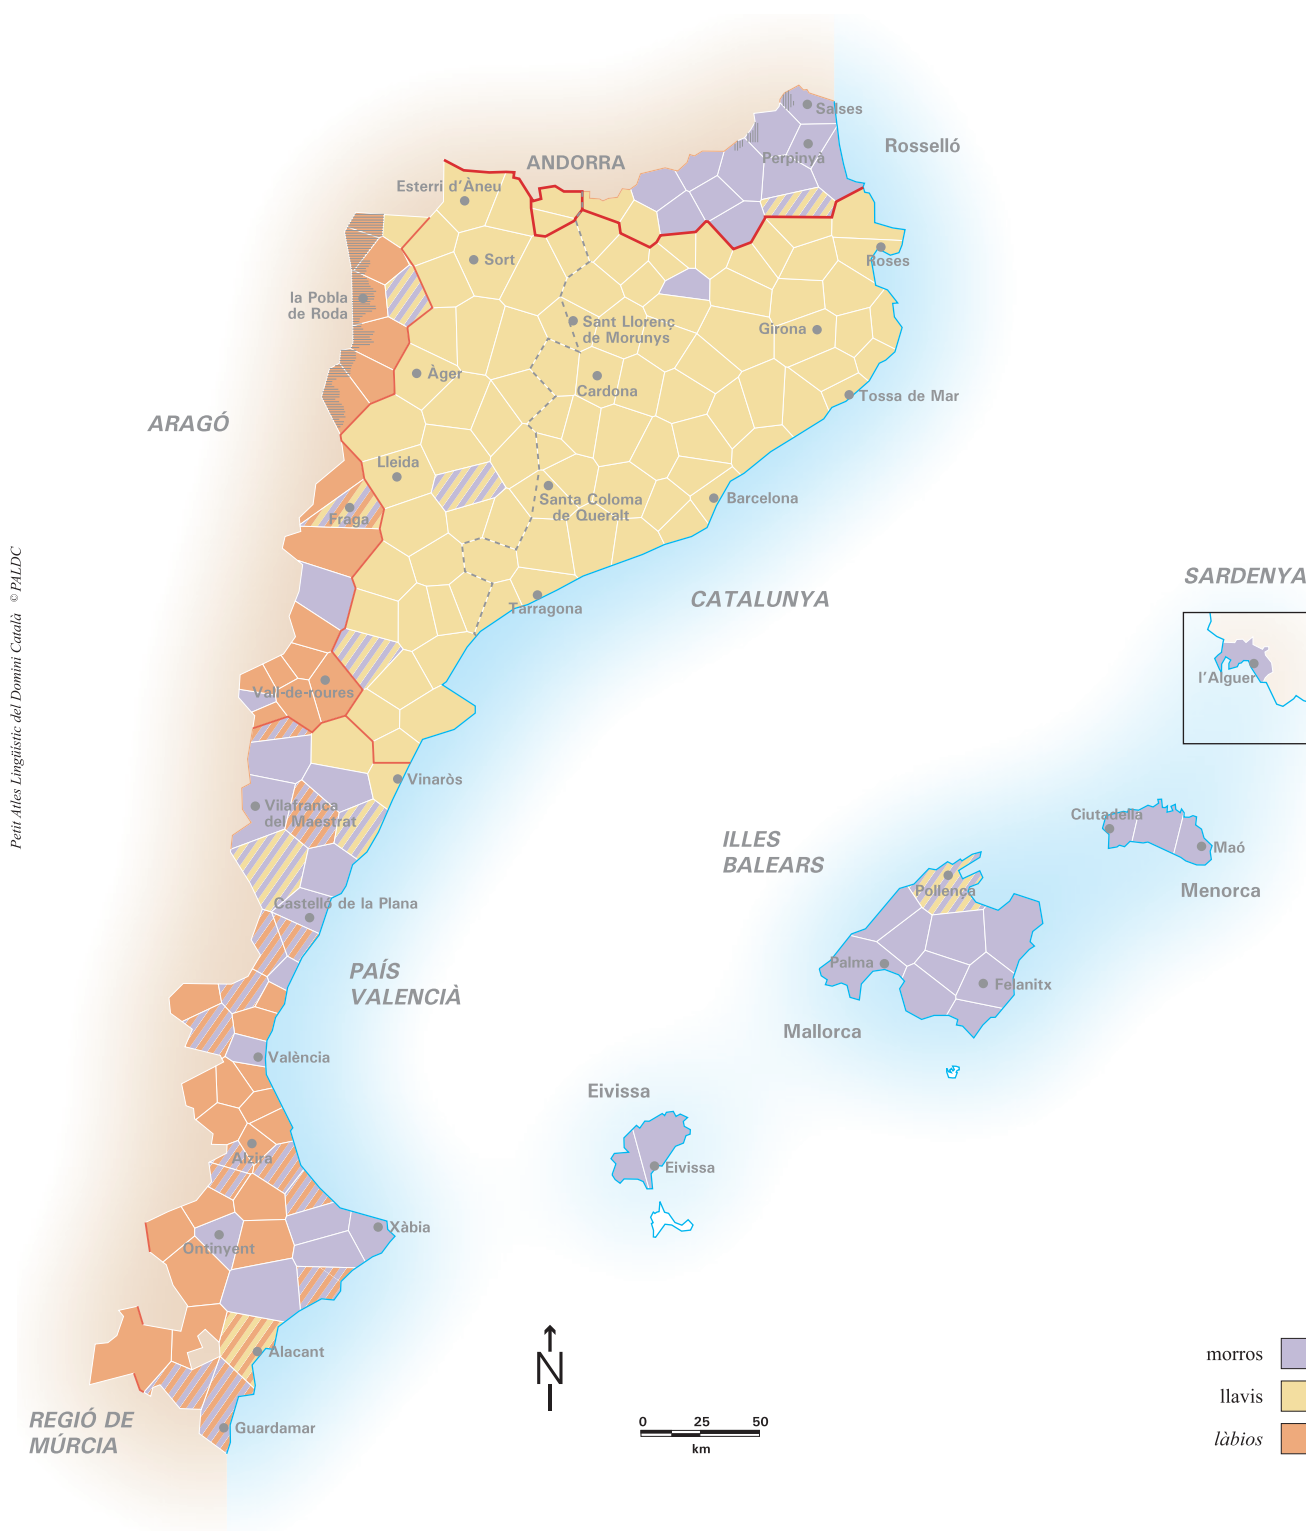 Salses
Rosselló
Perpinyà
ANDORRA
Esterri d'Àneu
Roses
Sort
la Pobla
de Roda
Sant Llorenç
de Morunys
Girona
Àger
Cardona
Tossa de Mar
ARAGÓ
Lleida
Santa Coloma
de Queralt
Barcelona
Fraga
Petit Atles Lingüístic del Domini Català © PALDC
SARDENYA
CATALUNYA
Tarragona
l'Alguer
Vall-de-roures
Vinaròs
Vilafranca
del Maestrat
Ciutadella
Maó
ILLES
BALEARS
Pollença
Menorca
Castelló de la Plana
PAÍS
VALENCIÀ
Palma
Felanitx
Mallorca
València
Eivissa
Alzira
Eivissa
Xàbia
Ontinyent
Alacant
N
morros
llavis
làbios
REGIÓ DE
MÚRCIA
Guardamar
0 25 50
km